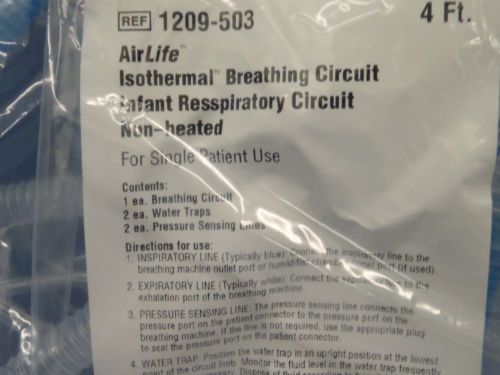 REF 1209-503 4 Ft.
AirLife™
Isothermal™ Breathing Circuit
Infant Resspiratory Circuit
Non-heated
For Single Patient Use
Contents:
1 ea. Breathing Circuit
2 ea. Water Traps
2 ea. Pressure Sensing Lines
Directions for use:
1. INSPIRATORY LINE (Typically blue): Connect the inspiratory line to the
breathing machine outlet port or humidifier chamber outlet port (if used).
2. EXPIRATORY LINE (Typically white): Connect the expiratory line to the
exhalation port of the breathing machine.
3. PRESSURE SENSING LINE: The pressure sensing line connects the
pressure port on the patient connector to the pressure port on the
breathing machine. If the line is not required, use the appropriate plug
to seal the pressure port on the patient connector.
4. WATER TRAP: Position the water trap in an upright position at the lowest
point of the circuit limb. Monitor the fluid level in the water trap frequently
Dispose of fluid